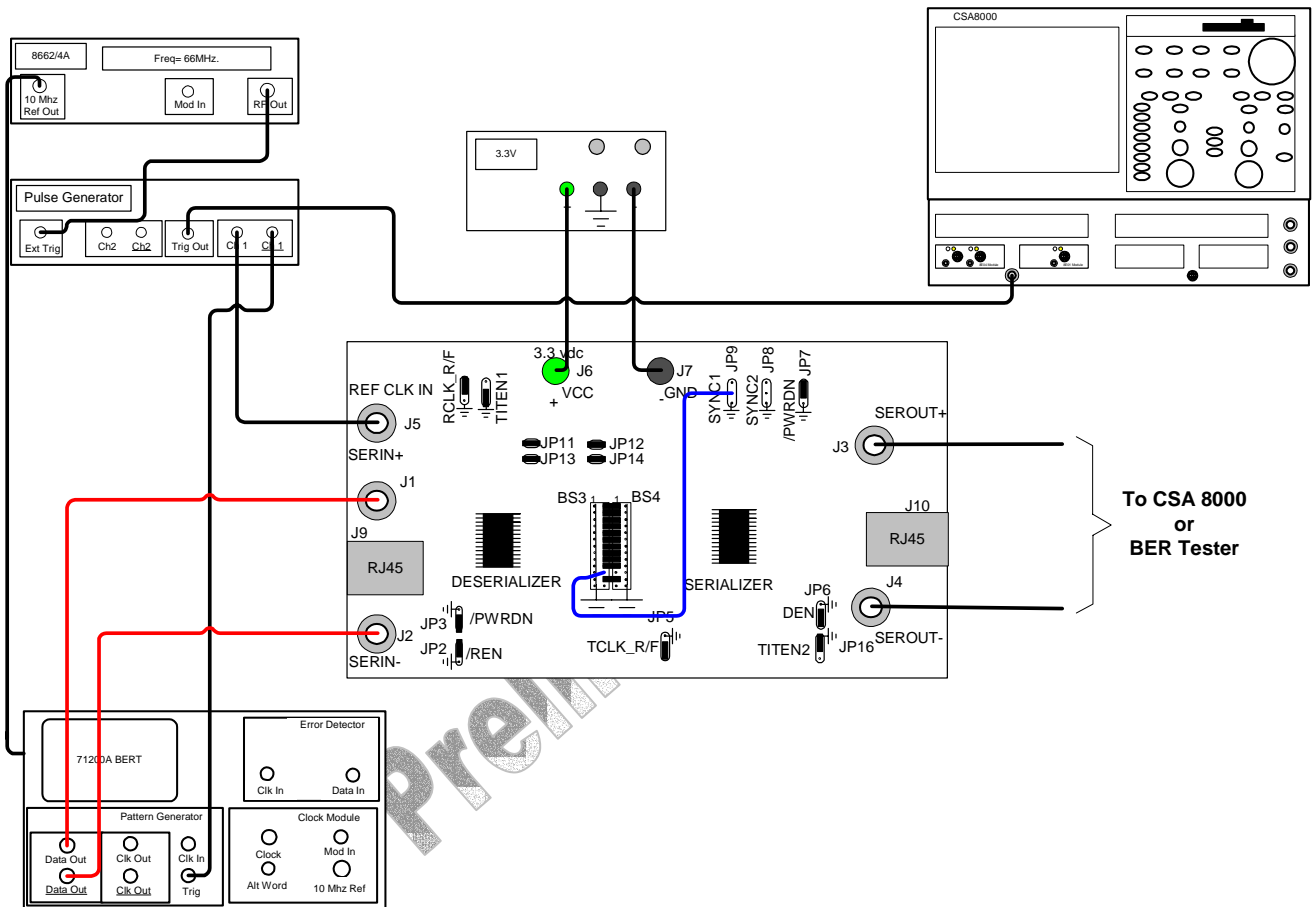 CSA8000
8662/4A
Freq= 66MHz.
10 Mhz
Ref Out
Mod In
RF Out
Pulse Generator
Ext Trig
Ch2
Ch2
Trig Out
Ch 1
Ch 1
3.3V
3.3 vdc
J6
VCC
+
J7
-
GND
REF CLK IN
J5
SERIN+
J1
J9
RJ45
J2
SERIN-
RCLK_R/F
TITEN1
SYNC1
JP9
SYNC2
JP8
/PWRDN
JP7
JP11
JP12
JP13
JP14
BS3
1
1
BS4
DESERIALIZER
SERIALIZER
JP3
/PWRDN
JP2
/REN
JP5
TCLK_R/F
JP6
DEN
TITEN2
JP16
SEROUT+
J3
J10
RJ45
J4
SEROUT-
To CSA 8000
or
BER Tester
71200A BERT
Error Detector
Clk In
Data In
Pattern Generator
Data Out
Clk Out
Clk In
Data Out
Clk Out
Trig
Clock Module
Clock
Mod In
Alt Word
10 Mhz Ref